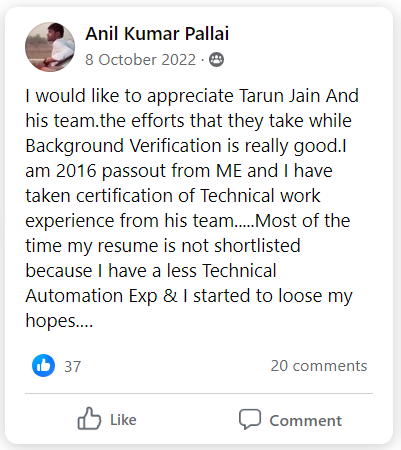 Anil Kumar Pallai
8 October 2022 ·
I would like to appreciate Tarun Jain And
his team.the efforts that they take while
Background Verification is really good.I
am 2016 passout from ME and I have
taken certification of Technical work
experience from his team.....Most of the
time my resume is not shortlisted
because I have a less Technical
Automation Exp & I started to loose my
hopes....
37
20 comments
Like
Comment